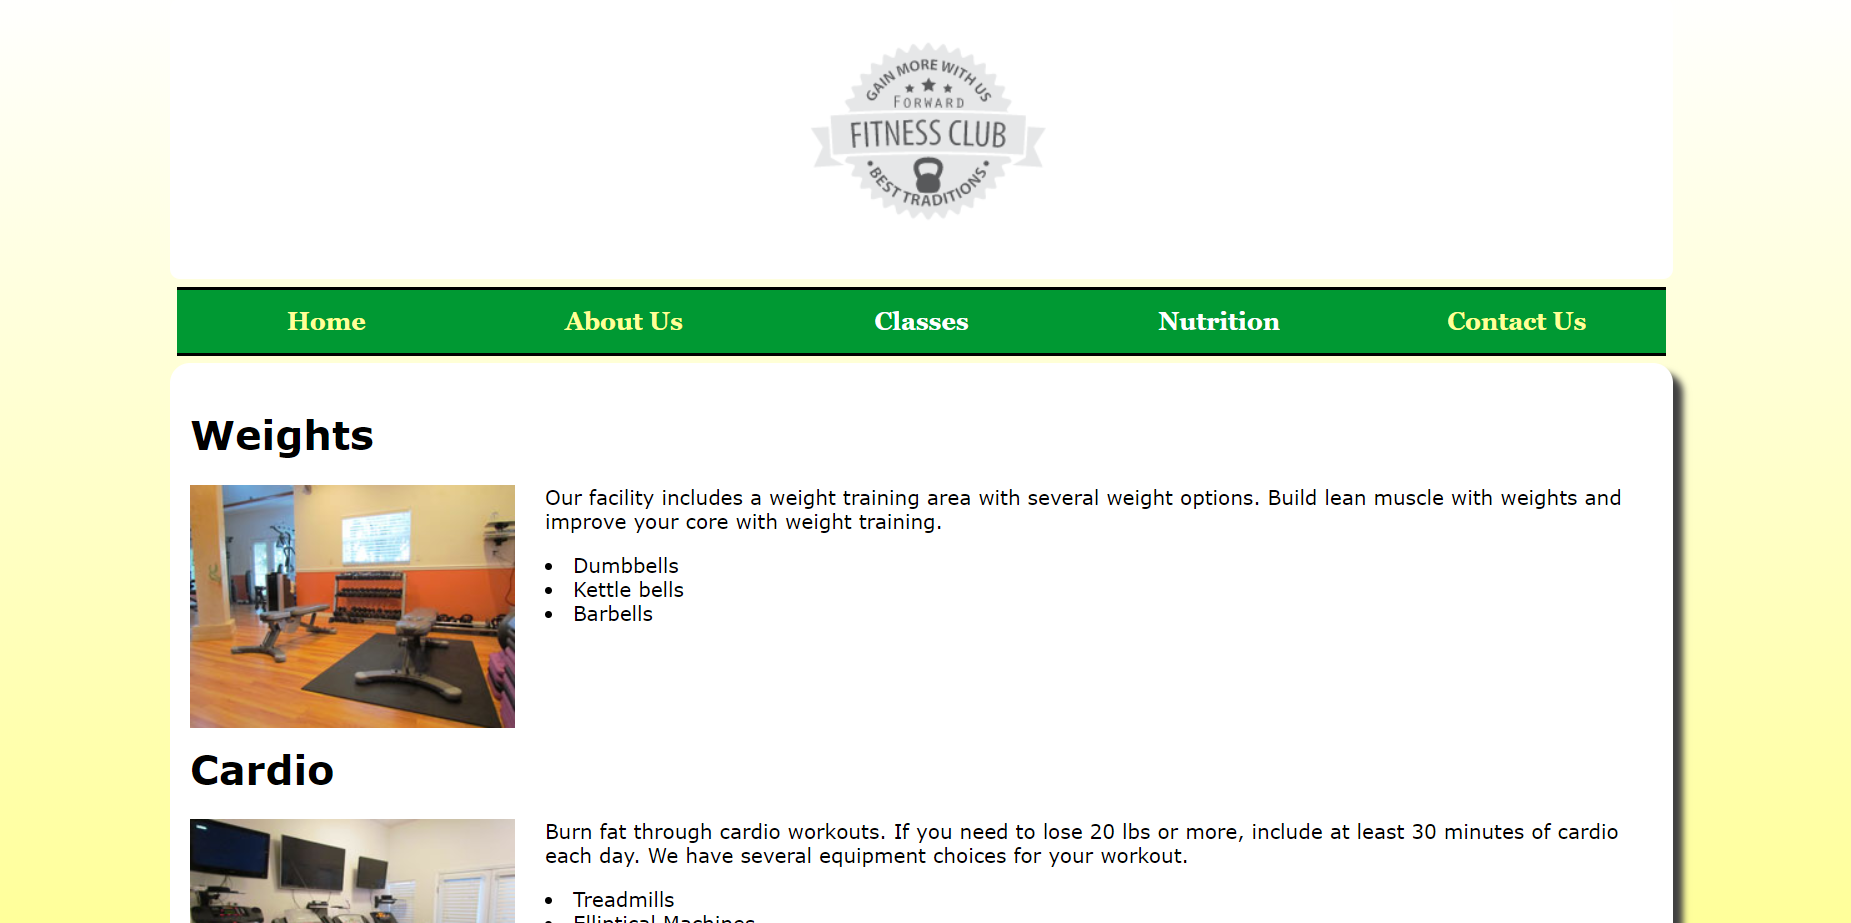 GAIN MORE WITH US
FORWARD
FITNESS CLUB
BEST TRADITIONS
Home About Us Classes Nutrition Contact Us
Weights
Our facility includes a weight training area with several weight options. Build lean muscle with weights and
improve your core with weight training.
• Dumbbells
• Kettle bells
• Barbells
Cardio
Burn fat through cardio workouts. If you need to lose 20 lbs or more, include at least 30 minutes of cardio
each day. We have several equipment choices for your workout.
• Treadmills
• Elliptical Machines